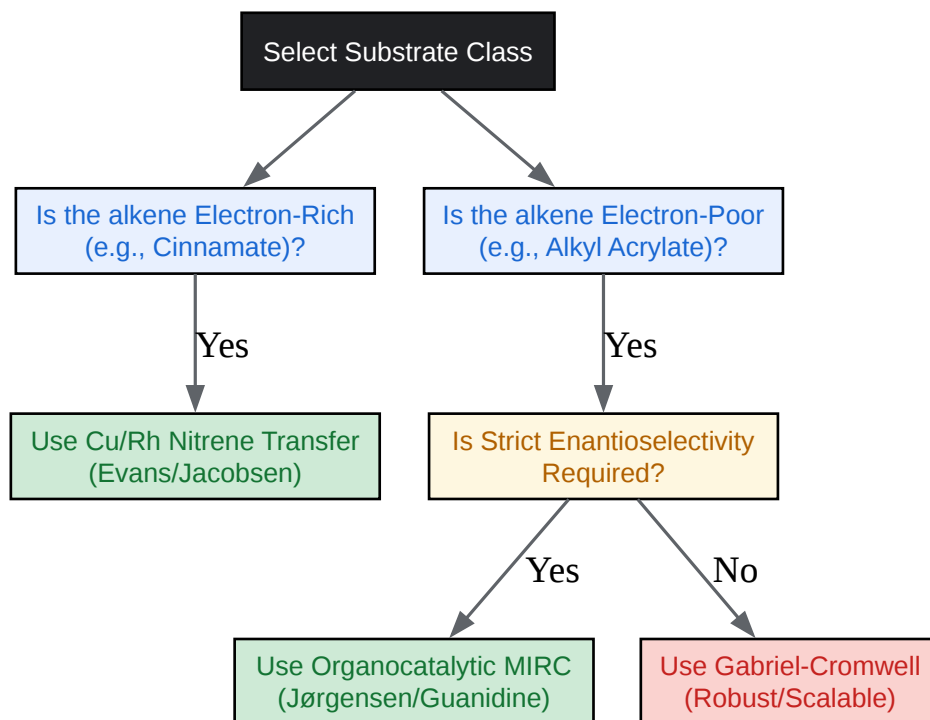 Select Substrate Class
Is the alkene Electron-Rich
(e.g., Cinnamate)?
Is the alkene Electron-Poor
(e.g., Alkyl Acrylate)?
Yes
Yes
Use Cu/Rh Nitrene Transfer
(Evans/Jacobsen)
Is Strict Enantioselectivity
Required?
Yes
No
Use Organocatalytic MIRC
(Jørgensen/Guanidine)
Use Gabriel-Cromwell
(Robust/Scalable)